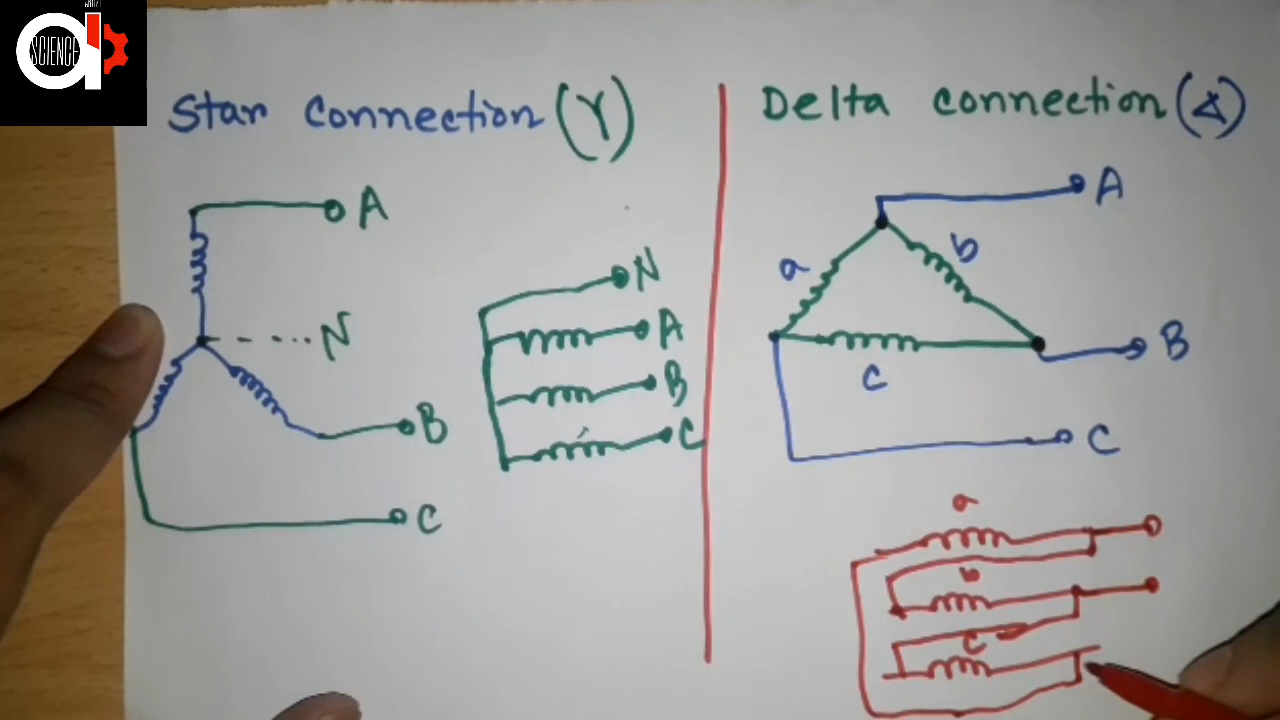 SCIENCE
Star connection (Y)
A
N
B
C
N
A
B
C
Delta connection (Δ)
A
a
b
B
c
C
a
b
c